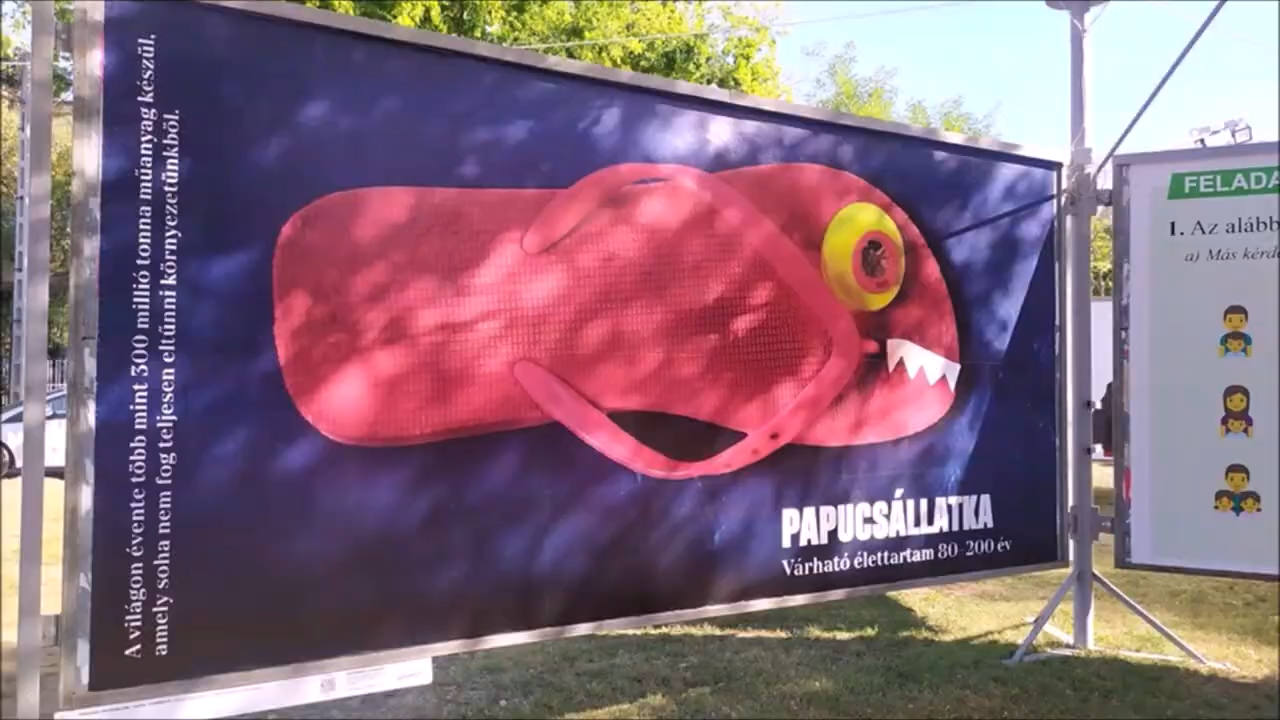 A világon évente több mint 300 millió tonna műanyag készül,
amely soha nem fog teljesen eltűnni környezetünkből.
PAPUCSÁLLATKA
Várható élettartam 80-200 év
FELADA
1. Az alább
a) Más kérd